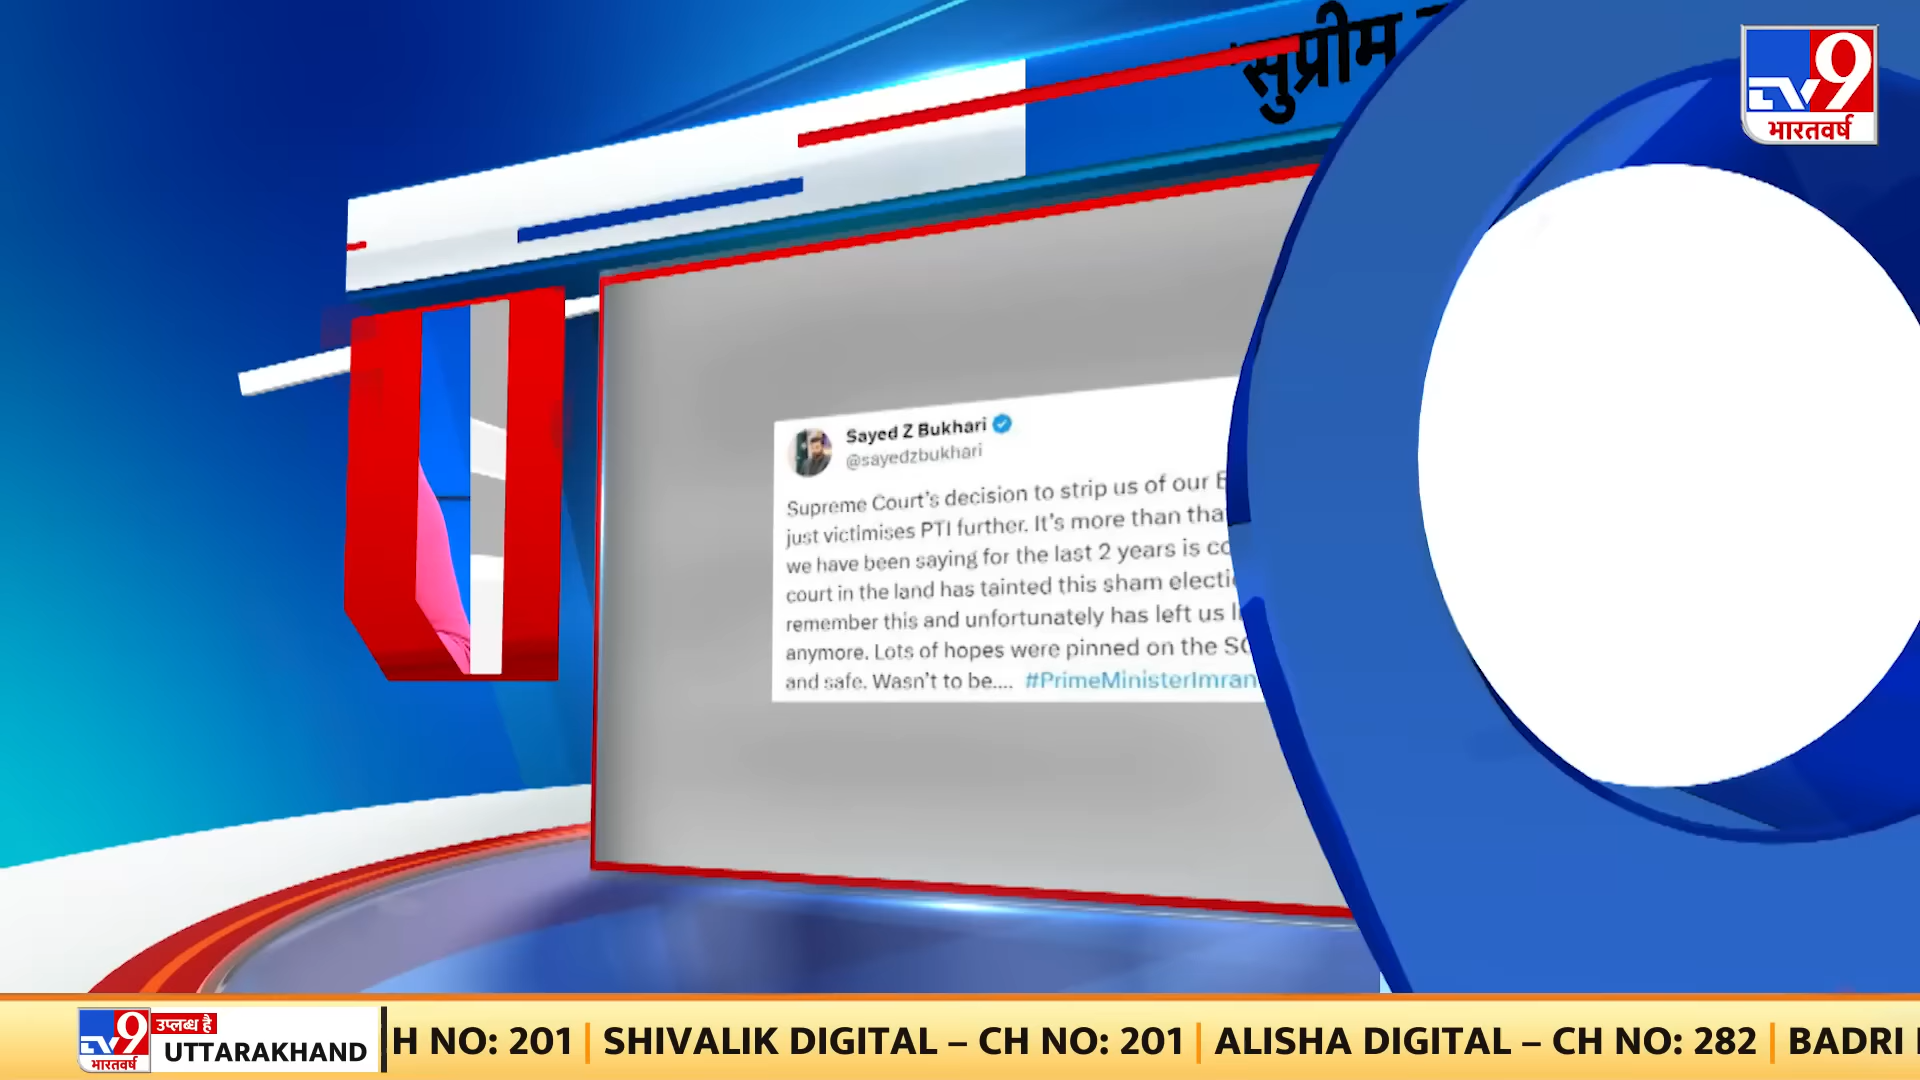 सुप्रीम
TV9
भारतवर्ष
Sayed Z Bukhari
@sayedzbukhari
Supreme Court's decision to strip us of our
just victimises PTI further. It's more than
we have been saying for the last 2 years is
court in the land has tainted this sham
remember this and unfortunately has left us
anymore. Lots of hopes were pinned on the
and safe. Wasn't to be.... #PrimeMinisterImran
TV9
भारतवर्ष
उपलब्ध है
UTTARAKHAND
H NO: 201 | SHIVALIK DIGITAL – CH NO: 201 | ALISHA DIGITAL – CH NO: 282 | BADRI